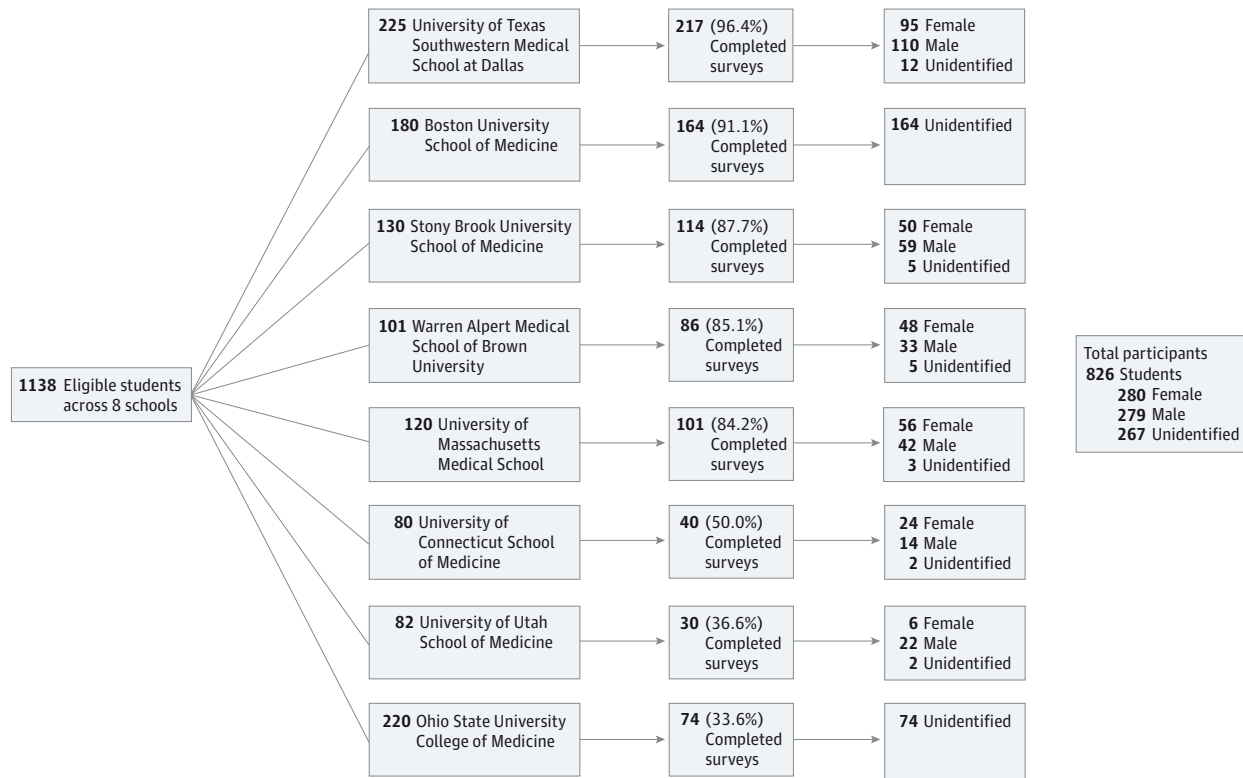 1138 Eligible students
across 8 schools
225 University of Texas
Southwestern Medical
School at Dallas
217 (96.4%)
Completed
surveys
95 Female
110 Male
12 Unidentified
180 Boston University
School of Medicine
164 (91.1%)
Completed
surveys
164 Unidentified
130 Stony Brook University
School of Medicine
114 (87.7%)
Completed
surveys
50 Female
59 Male
5 Unidentified
101 Warren Alpert Medical
School of Brown
University
86 (85.1%)
Completed
surveys
48 Female
33 Male
5 Unidentified
120 University of
Massachusetts
Medical School
101 (84.2%)
Completed
surveys
56 Female
42 Male
3 Unidentified
80 University of
Connecticut School
of Medicine
40 (50.0%)
Completed
surveys
24 Female
14 Male
2 Unidentified
82 University of Utah
School of Medicine
30 (36.6%)
Completed
surveys
6 Female
22 Male
2 Unidentified
220 Ohio State University
College of Medicine
74 (33.6%)
Completed
surveys
74 Unidentified
Total participants
826 Students
280 Female
279 Male
267 Unidentified